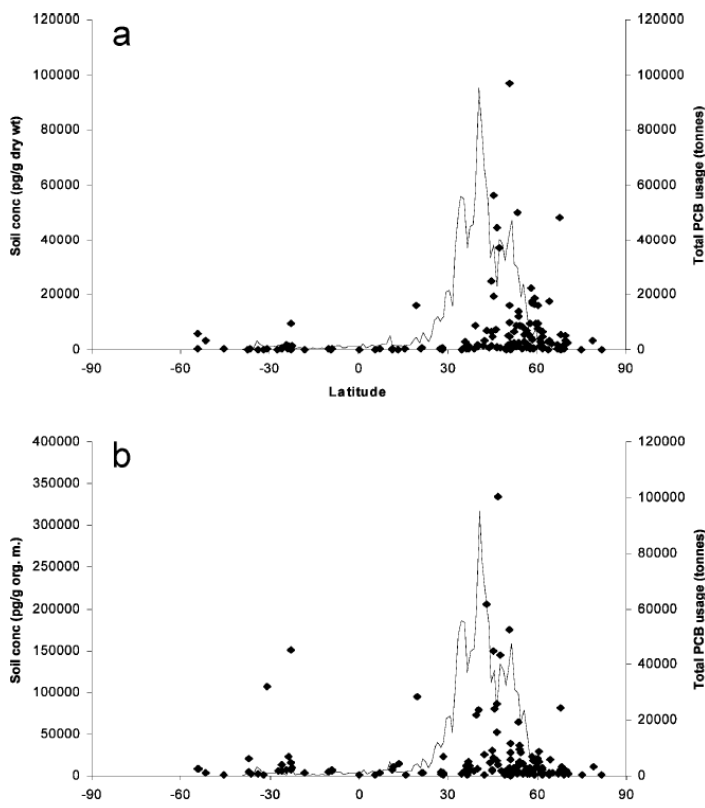 a
120000 120000
100000 100000
80000 80000
60000 60000
40000 40000
20000 20000
0 0
Soil conc (pg/g dry wt)
Total PCB usage (tonnes)
-90 -60 -30 0 30 60 90
Latitude
b
400000 120000
350000
100000
300000
250000 80000
200000 60000
150000
40000
100000
20000
50000
0 0
Soil conc (pg/g org. m.)
Total PCB usage (tonnes)
-90 -60 -30 0 30 60 90